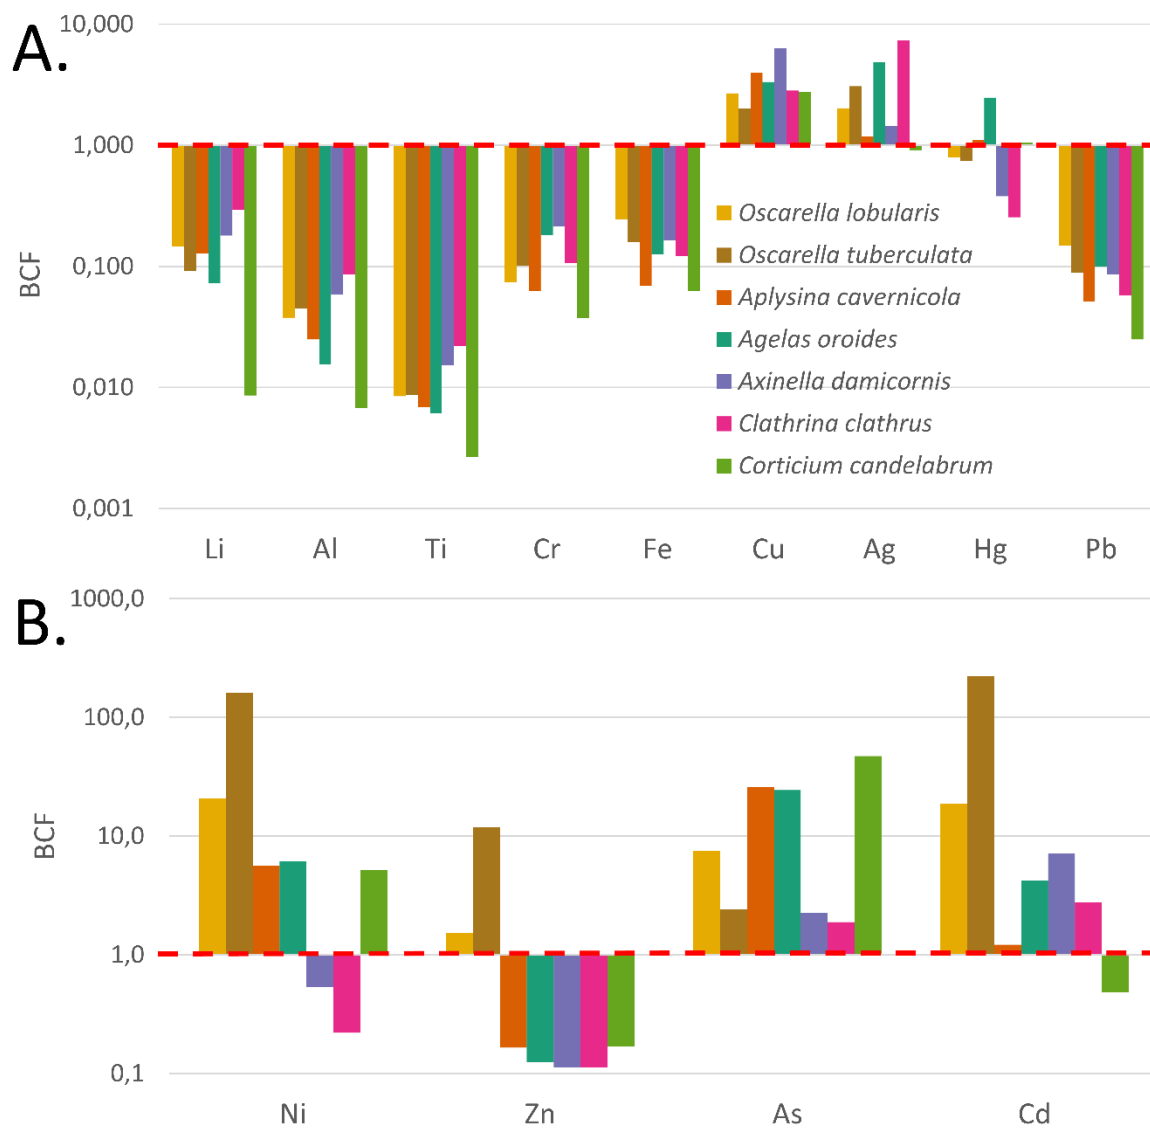 A.
10,000
1,000
0,100
0,010
0,001
BCF
Oscarella lobularis
Oscarella tuberculata
Aplysina cavernicola
Agelas oroides
Axinella damicornis
Clathrina clathrus
Corticium candelabrum
Li Al Ti Cr Fe Cu Ag Hg Pb
B.
1000,0
100,0
10,0
1,0
0,1
BCF
Ni Zn As Cd